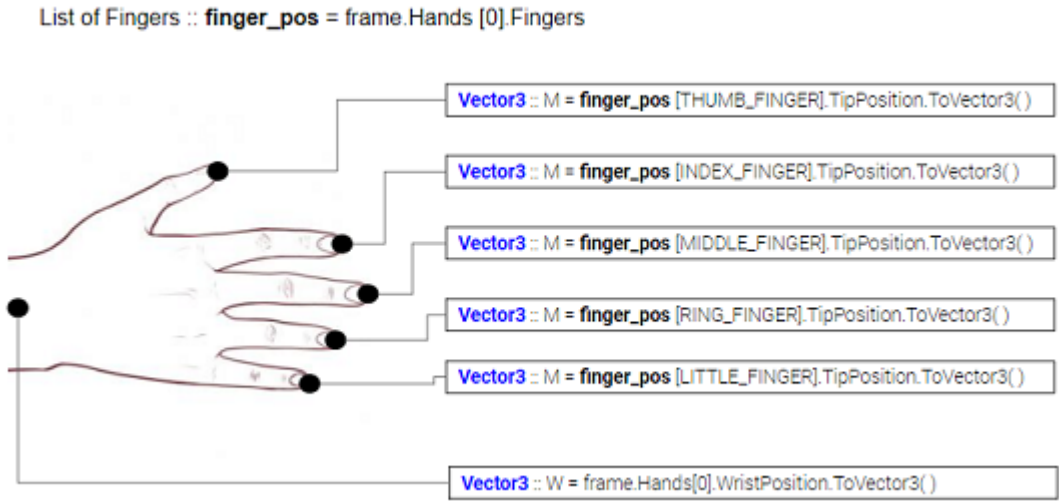 List of Fingers :: finger_pos = frame.Hands [0].Fingers
Vector3 :: M = finger_pos [THUMB_FINGER].TipPosition.ToVector3( )
Vector3 :: M = finger_pos [INDEX_FINGER].TipPosition.ToVector3( )
Vector3 :: M = finger_pos [MIDDLE_FINGER].TipPosition.ToVector3( )
Vector3 :: M = finger_pos [RING_FINGER].TipPosition.ToVector3( )
Vector3 :: M = finger_pos [LITTLE_FINGER].TipPosition.ToVector3( )
Vector3 :: W = frame.Hands[0].WristPosition.ToVector3( )